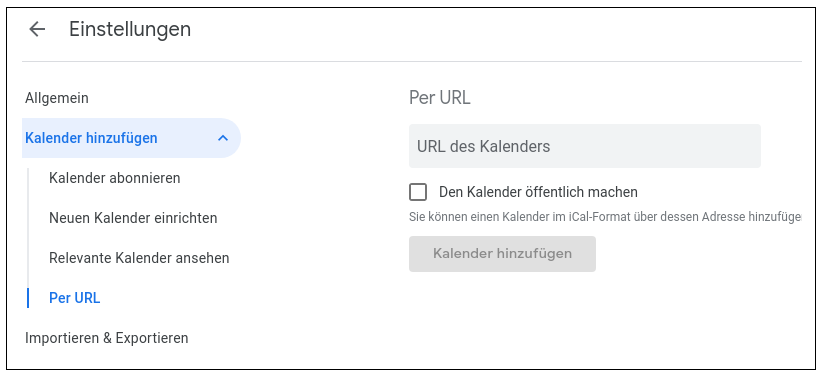 Einstellungen
Allgemein
Kalender hinzufügen
Kalender abonnieren
Neuen Kalender einrichten
Relevante Kalender ansehen
Per URL
Importieren & Exportieren
Per URL
URL des Kalenders
Den Kalender öffentlich machen
Sie können einen Kalender im iCal-Format über dessen Adresse hinzufüge
Kalender hinzufügen